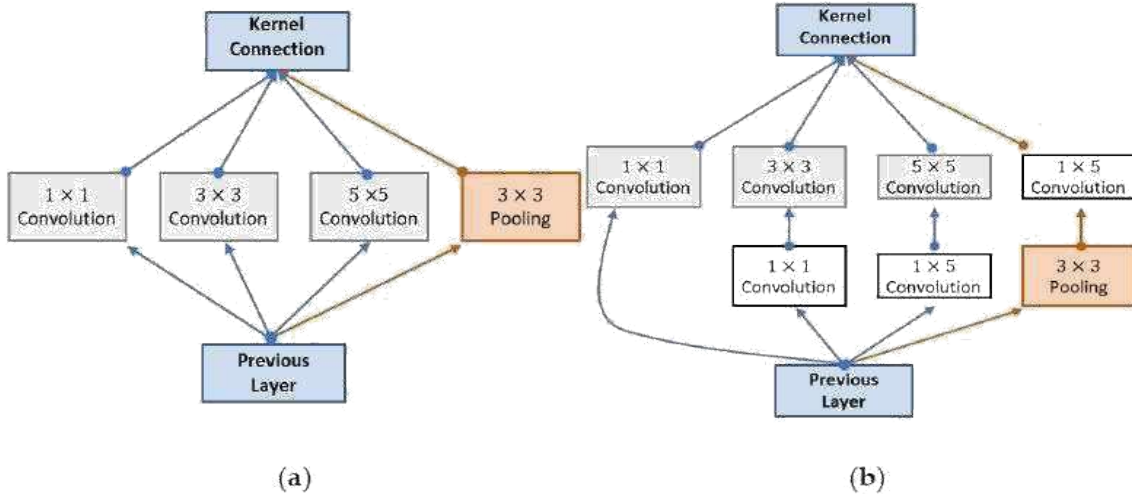 Kernel
Connection
1 × 1
Convolution
3 × 3
Convolution
5 ×5
Convolution
3 × 3
Pooling
Previous
Layer
(a)
Kernel
Connection
1 × 1
Convolution
3 × 3
Convolution
5 × 5
Convolution
1 × 5
Convolution
1 × 1
Convolution
1 × 5
Convolution
3 × 3
Pooling
Previous
Layer
(b)